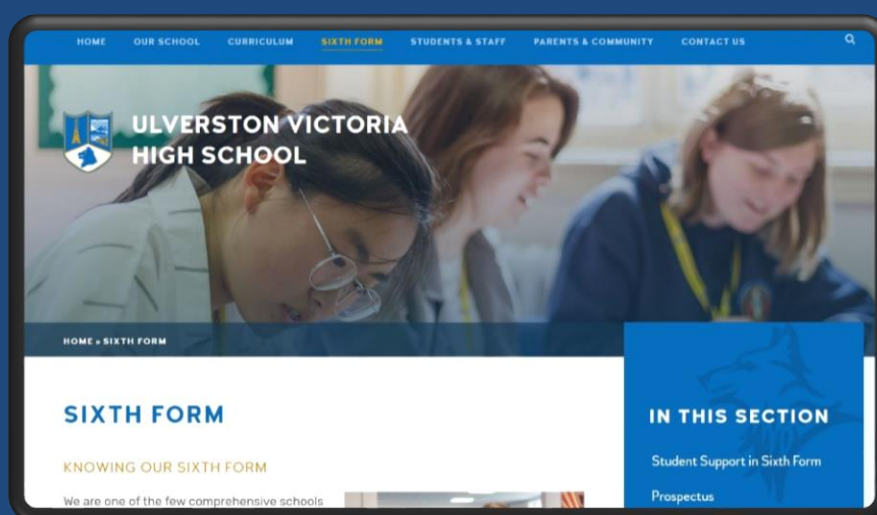 HOME OUR SCHOOL CURRICULUM SIXTH FORM STUDENTS & STAFF PARENTS & COMMUNITY CONTACT US
ULVERSTON VICTORIA
HIGH SCHOOL
HOME » SIXTH FORM
SIXTH FORM
KNOWING OUR SIXTH FORM
We are one of the few comprehensive schools
IN THIS SECTION
Student Support in Sixth Form
Prospectus